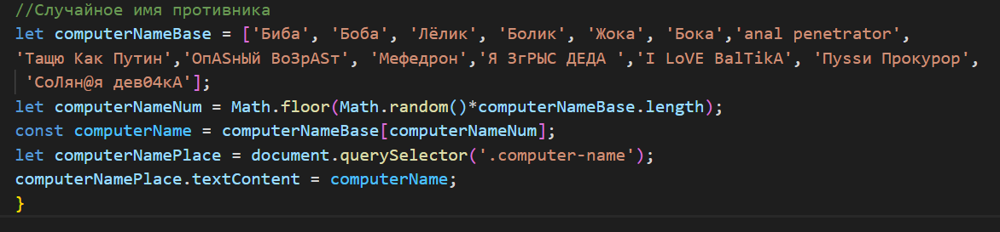 //Случайное имя противника
let computerNameBase = ['Биба', 'Боба', 'Лёлик', 'Болик', 'Жока', 'Бока','anal penetrator',
'Тащю Как Путин','ОпАSнЫй ВоЗрАSт', 'Мефедрон','Я ЗгРЫС ДЕДА ','I LoVE BalTikA', 'Пуssи Прокурор',
'СоЛян@я дев04кА'];
let computerNameNum = Math.floor(Math.random()*computerNameBase.length);
const computerName = computerNameBase[computerNameNum];
let computerNamePlace = document.querySelector('.computer-name');
computerNamePlace.textContent = computerName;
}